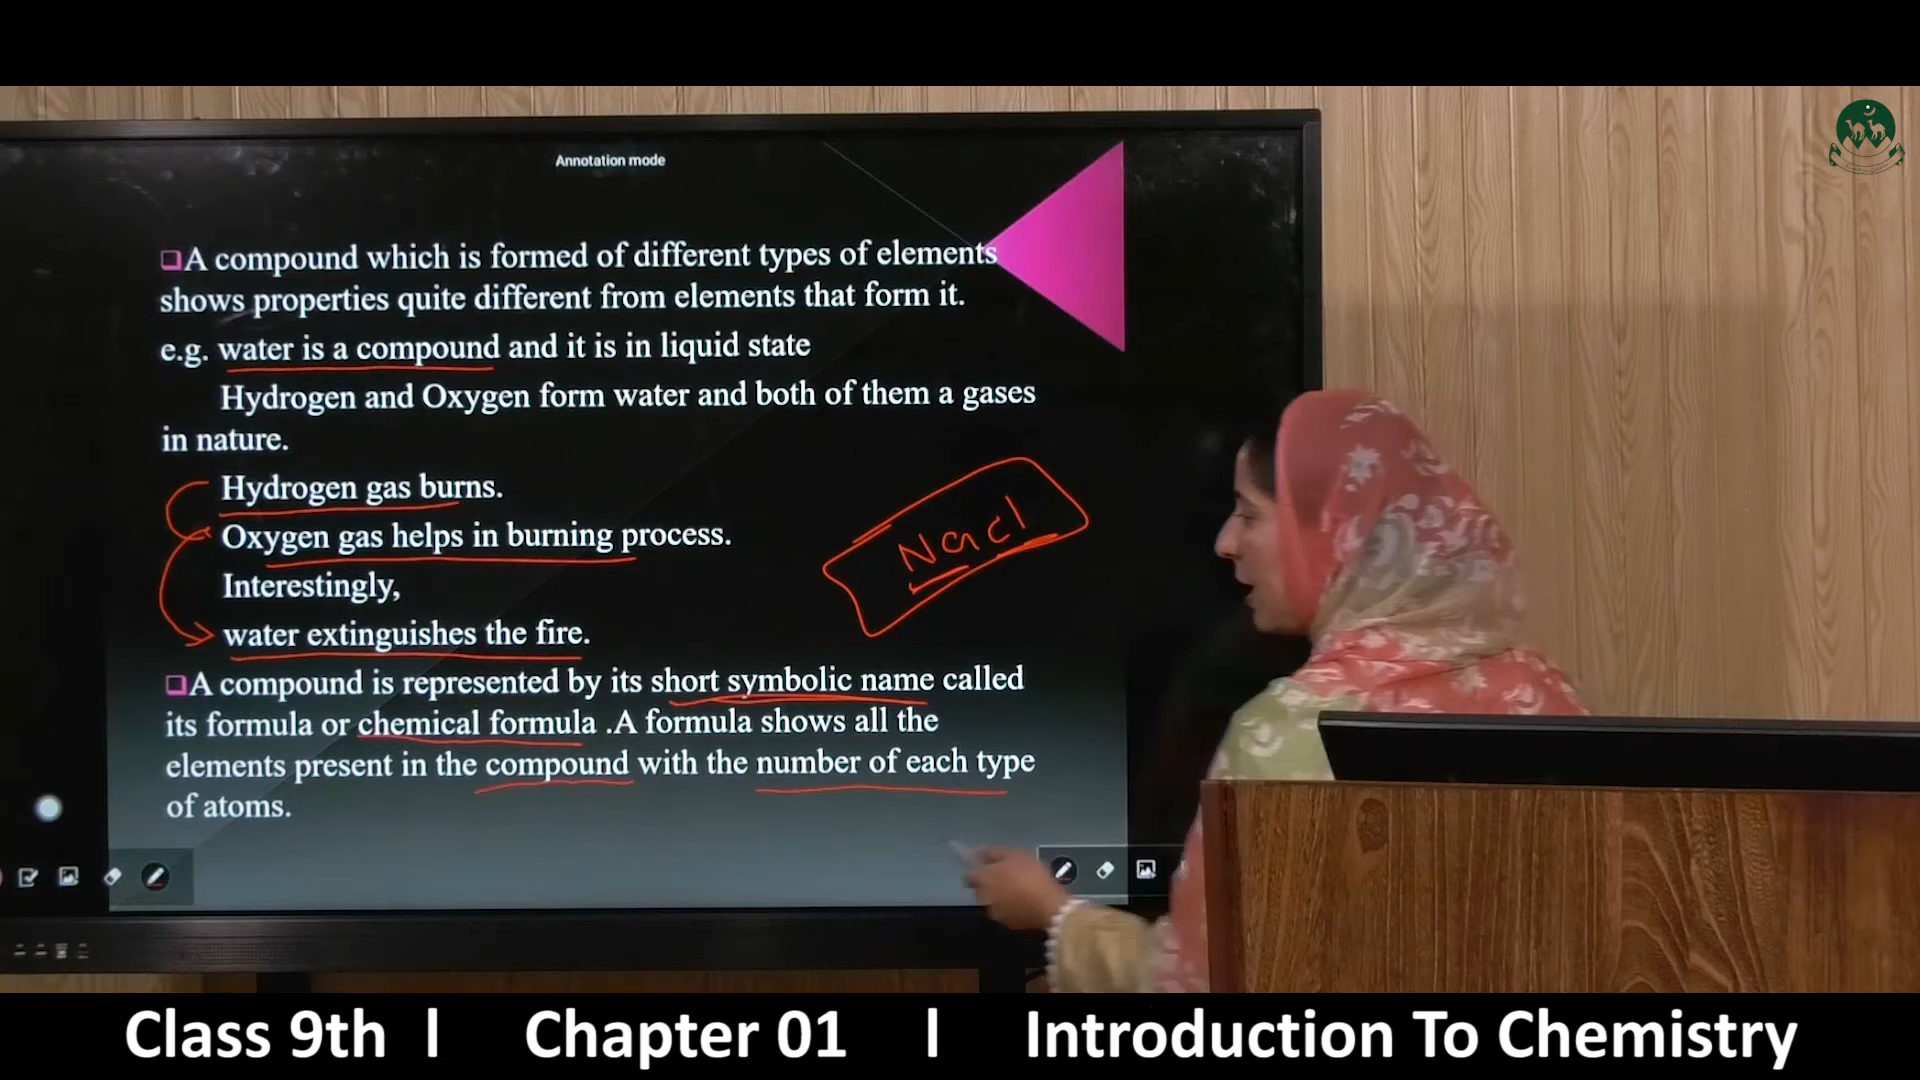 Annotation mode
A compound which is formed of different types of elements
shows properties quite different from elements that form it.
e.g. water is a compound and it is in liquid state
Hydrogen and Oxygen form water and both of them a gases
in nature.
Hydrogen gas burns.
Oxygen gas helps in burning process.
Interestingly,
water extinguishes the fire.
NaCl
A compound is represented by its short symbolic name called
its formula or chemical formula .A formula shows all the
elements present in the compound with the number of each type
of atoms.
Class 9th l Chapter 01 l Introduction To Chemistry